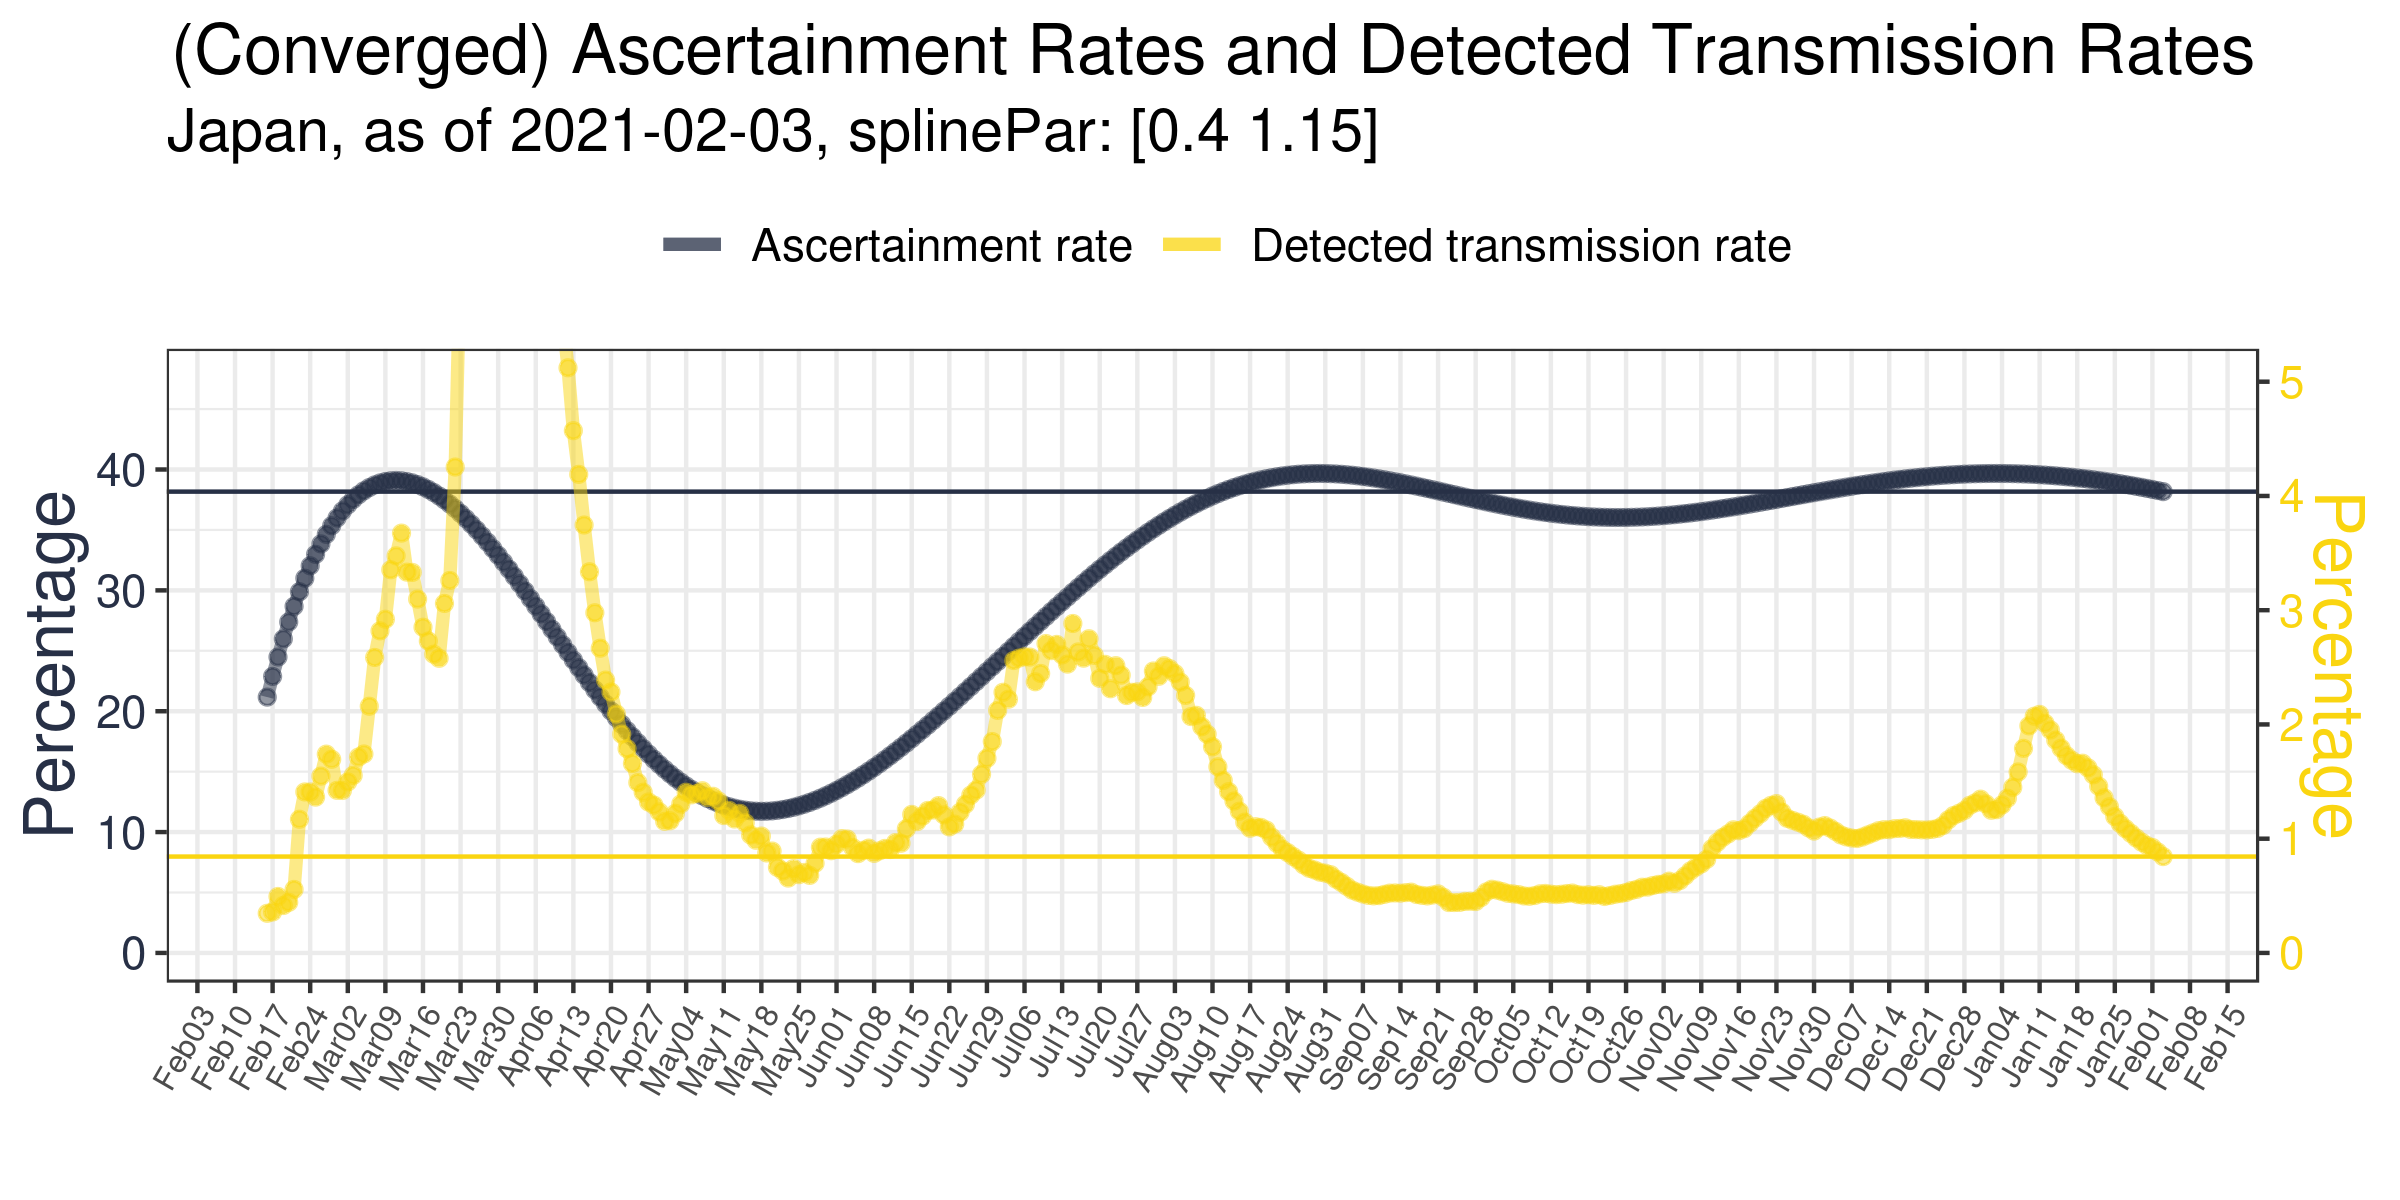 (Converged) Ascertainment Rates and Detected Transmission Rates
Japan, as of 2021-02-03, splinePar: [0.4 1.15]
Ascertainment rate
Detected transmission rate
Percentage
40
30
20
10
0
5
4
3
2
1
0
Percentage
Feb03
Feb10
Feb17
Feb24
Mar02
Mar09
Mar16
Mar23
Mar30
Apr06
Apr13
Apr20
Apr27
May04
May11
May18
May25
Jun01
Jun08
Jun15
Jun22
Jun29
Jul06
Jul13
Jul20
Jul27
Aug03
Aug10
Aug17
Aug24
Aug31
Sep07
Sep14
Sep21
Sep28
Oct05
Oct12
Oct19
Oct26
Nov02
Nov09
Nov16
Nov23
Nov30
Dec07
Dec14
Dec21
Dec28
Jan04
Jan11
Jan18
Jan25
Feb01
Feb08
Feb15